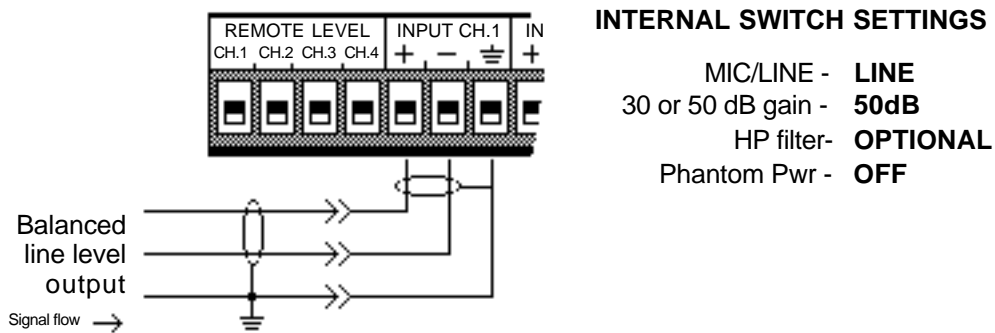 REMOTE LEVEL INPUT CH.1 IN
CH.1 CH.2 CH.3 CH.4 + − +
INTERNAL SWITCH SETTINGS
MIC/LINE - LINE
30 or 50 dB gain - 50dB
HP filter- OPTIONAL
Phantom Pwr - OFF
Balanced
line level
output
Signal flow